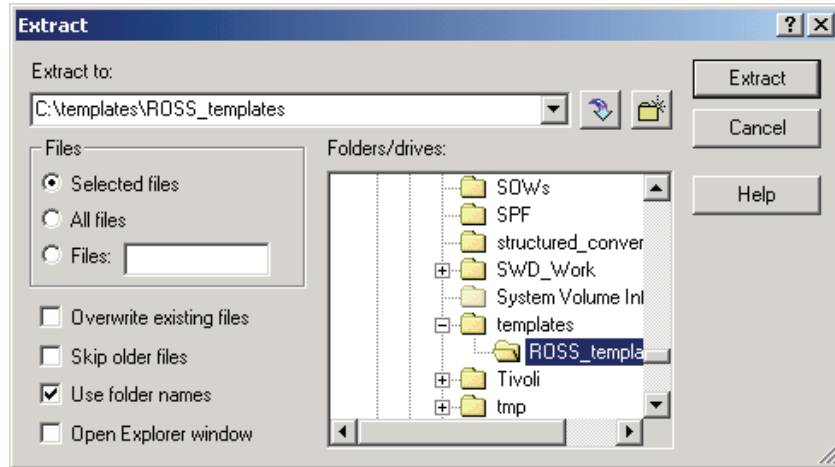 Extract
Extract to:
C:\templates\ROSS_templates
Extract
Cancel
Help
Files
Selected files
All files
Files:
Overwrite existing files
Skip older files
Use folder names
Open Explorer window
Folders/drives:
SOWs
SPF
structured_conver
SWD_Work
System Volume Inf
templates
ROSS_templa
Tivoli
tmp